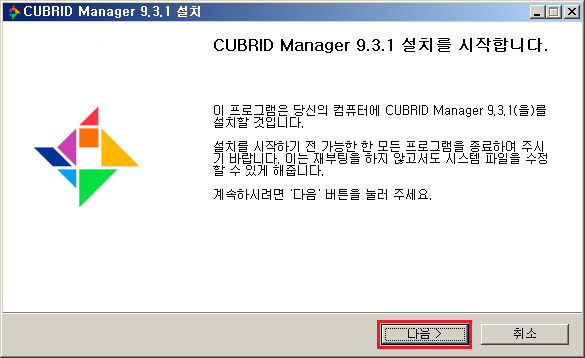 CUBRID Manager 9.3.1 설치
CUBRID Manager 9.3.1 설치를 시작합니다.
이 프로그램은 당신의 컴퓨터에 CUBRID Manager 9.3.1(을)를
설치할 것입니다.
설치를 시작하기 전 가능한 한 모든 프로그램을 종료하여 주시
기 바랍니다. 이는 재부팅을 하지 않고서도 시스템 파일을 수정
할 수 있게 해줍니다.
계속하시려면 '다음' 버튼을 눌러 주세요.
다음 >
취소